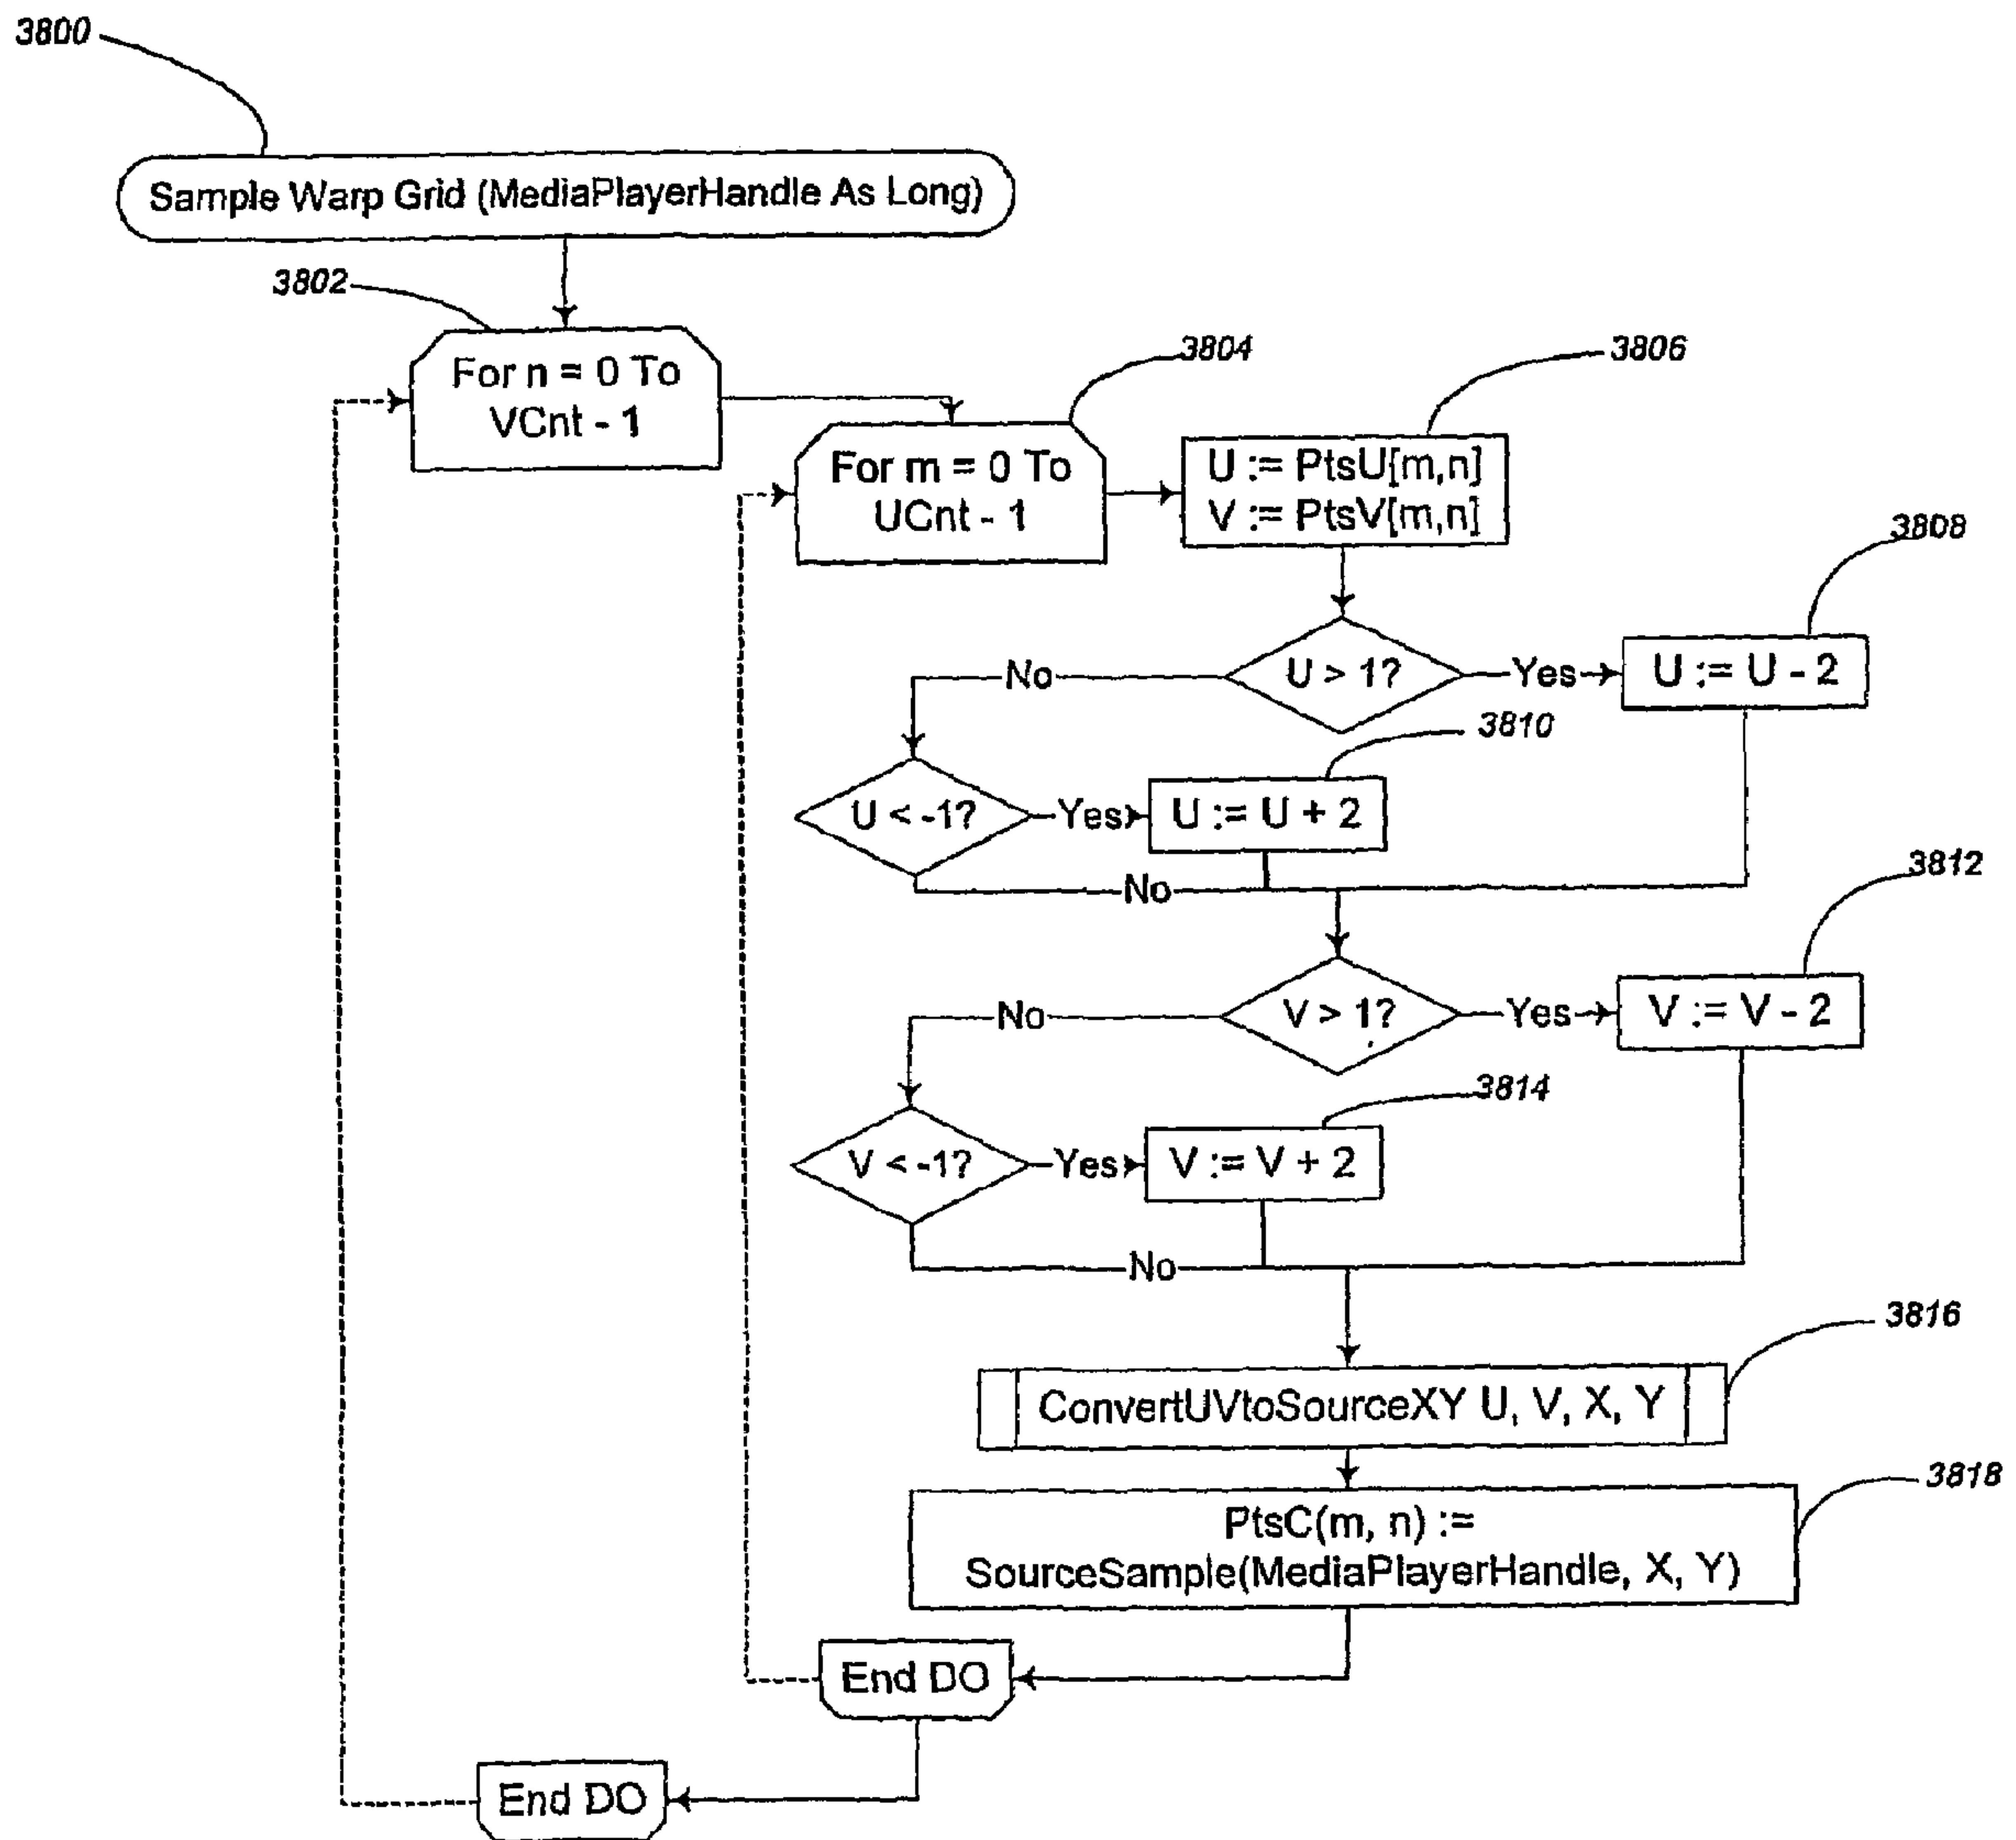 3800
Sample Warp Grid (MediaPlayerHandle As Long)
3802
For n = 0 To
VCnt - 1
3804
For m = 0 To
UCnt - 1
3806
U := PtsU[m,n]
V := PtsV[m,n]
3808
U > 1?
Yes
U := U - 2
No
3810
U < -1?
Yes
U := U + 2
No
3812
V > 1?
Yes
V := V - 2
No
3814
V < -1?
Yes
V := V + 2
No
3816
ConvertUVtoSourceXY U, V, X, Y
3818
PtsC(m, n) :=
SourceSample(MediaPlayerHandle, X, Y)
End DO
End DO